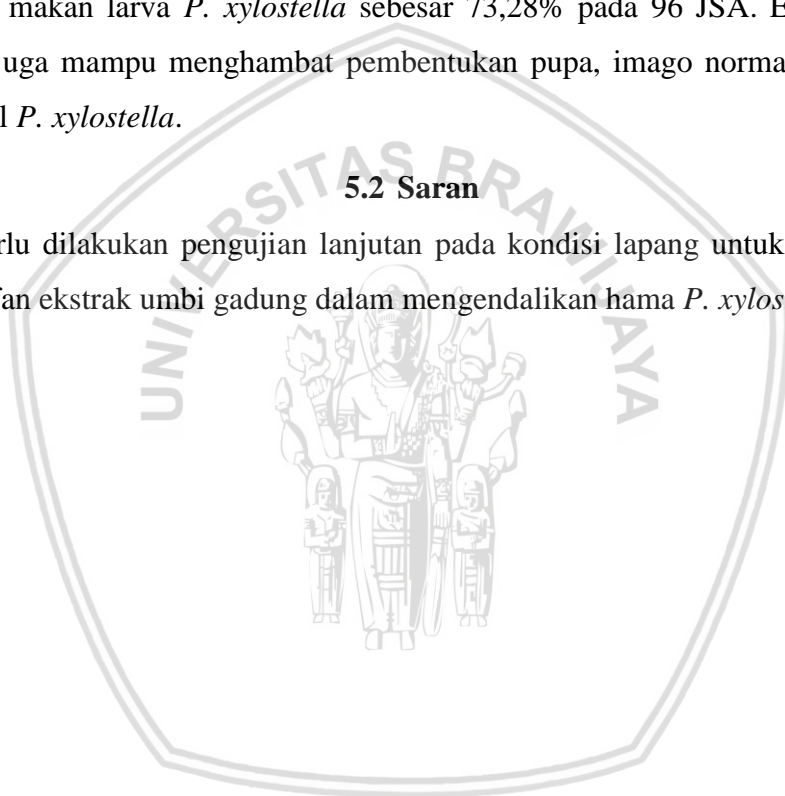 makan larva P. xylostella sebesar 73,28% pada 96 JSA. E
uga mampu menghambat pembentukan pupa, imago norma
l P. xylostella.
5.2 Saran
rlu dilakukan pengujian lanjutan pada kondisi lapang untuk
fan ekstrak umbi gadung dalam mengendalikan hama P. xylos
UNIVERSITAS BRAWIJAYA